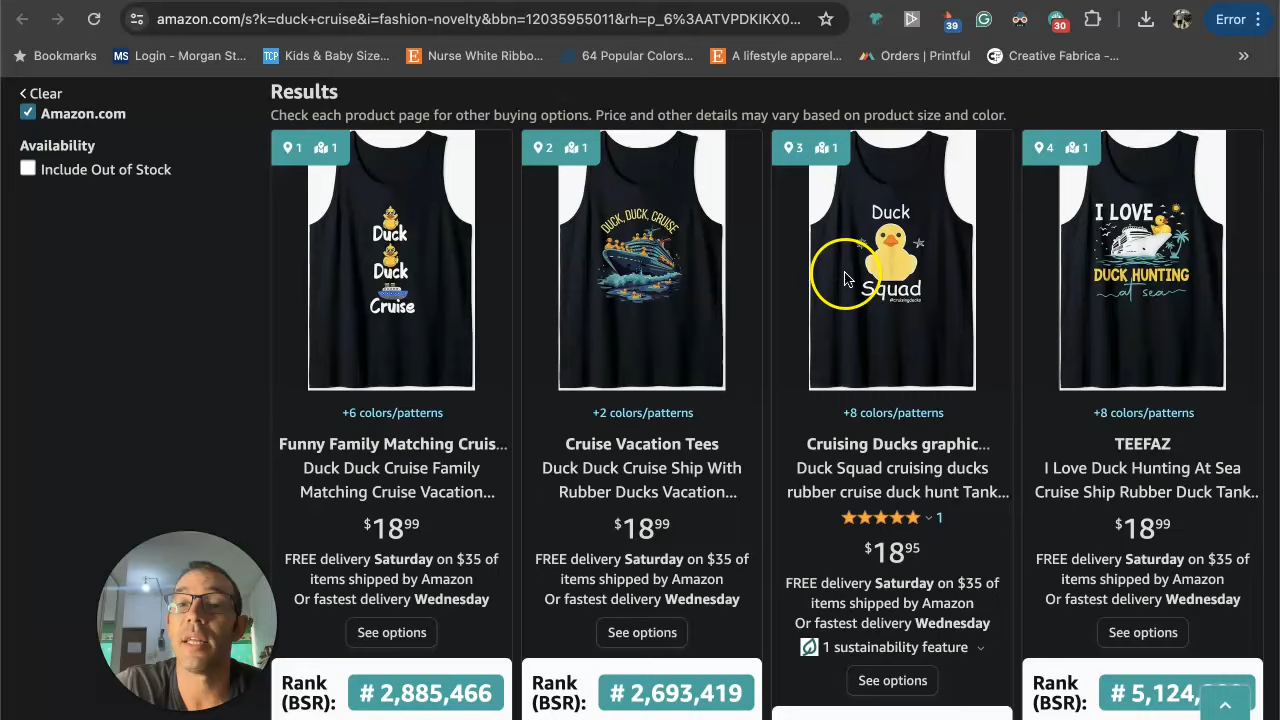 amazon.com/s?k=duck+cruise&i=fashion-novelty&bbn=12035955011&rh=p_6%3AATVPDKIKX0...
39
30
Error
Bookmarks
MS Login - Morgan St...
TCP Kids & Baby Size...
E Nurse White Ribbo...
64 Popular Colors...
E A lifestyle apparel...
Orders | Printful
Creative Fabrica -...
Clear
Amazon.com
Availability
Include Out of Stock
Results
Check each product page for other buying options. Price and other details may vary based on product size and color.
1 1
2 1
3 1
4 1
Duck
Duck
Cruise
DUCK, DUCK, CRUISE
Duck
Squad
#cruisingducks
I LOVE
DUCK HUNTING
at sea
+6 colors/patterns
+2 colors/patterns
+8 colors/patterns
+8 colors/patterns
Funny Family Matching Cruis...
Duck Duck Cruise Family
Matching Cruise Vacation...
$18.99
FREE delivery Saturday on $35 of
items shipped by Amazon
Or fastest delivery Wednesday
See options
Rank
(BSR):
# 2,885,466
Cruise Vacation Tees
Duck Duck Cruise Ship With
Rubber Ducks Vacation...
$18.99
FREE delivery Saturday on $35 of
items shipped by Amazon
Or fastest delivery Wednesday
See options
Rank
(BSR):
# 2,693,419
Cruising Ducks graphic...
Duck Squad cruising ducks
rubber cruise duck hunt Tank...
1
$18.95
FREE delivery Saturday on $35 of
items shipped by Amazon
Or fastest delivery Wednesday
1 sustainability feature
See options
TEEFAZ
I Love Duck Hunting At Sea
Cruise Ship Rubber Duck Tank..
$18.99
FREE delivery Saturday on $35 of
items shipped by Amazon
Or fastest delivery Wednesday
See options
Rank
(BSR):
# 5,124,